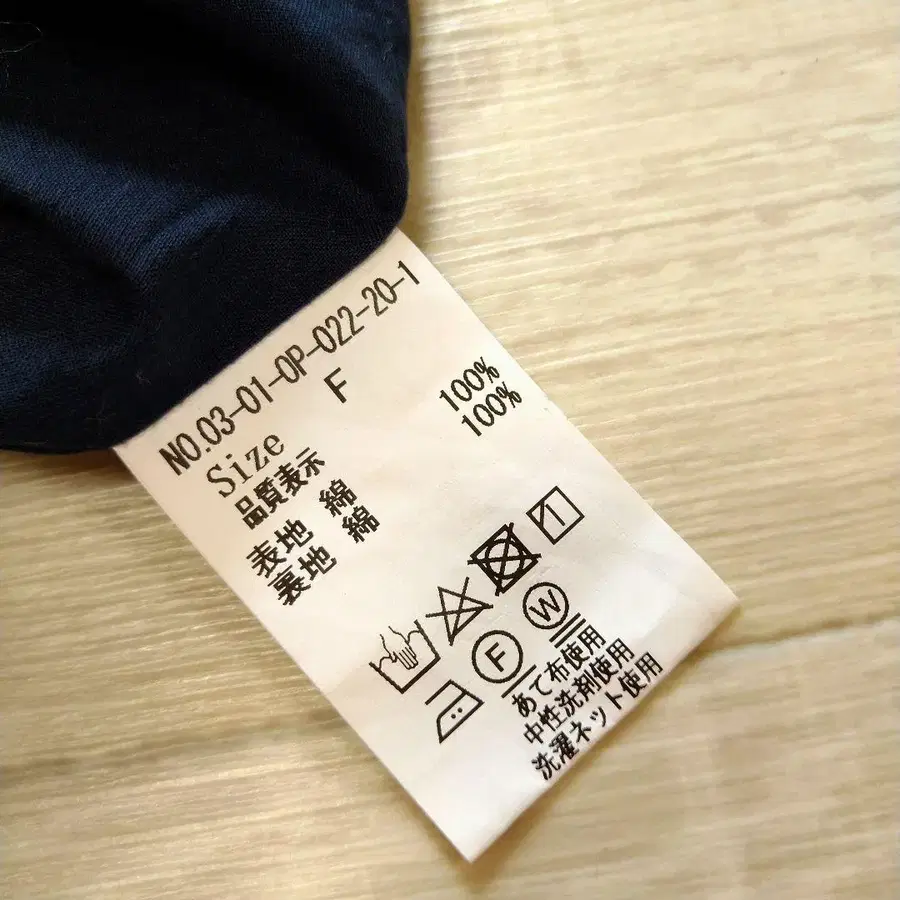 NO.03-01-OP-022-20-1
Size F
品質表示
表地 綿 100%
裏地 綿 100%
F W
あて布使用
中性洗剤使用
洗濯ネット使用